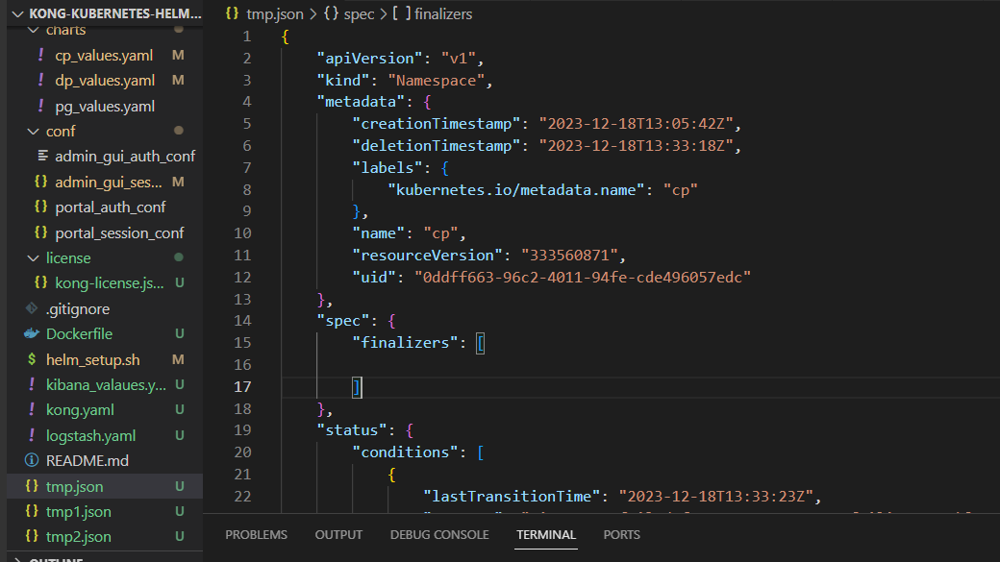 KONG-KUBERNETES-HELM...
charts
! cp_values.yaml M
! dp_values.yaml M
! pg_values.yaml
conf
admin_gui_auth_conf
{} admin_gui_ses... M
{} portal_auth_conf
{} portal_session_conf
license
{} kong-license.js... U
.gitignore
Dockerfile U
$ helm_setup.sh M
! kibana_valaues.y... U
! kong.yaml U
! logstash.yaml U
README.md
{} tmp.json U
{} tmp1.json U
{} tmp2.json U
OUTLINE
{} tmp.json > {} spec > [ ] finalizers
1 {
2 "apiVersion": "v1",
3 "kind": "Namespace",
4 "metadata": {
5 "creationTimestamp": "2023-12-18T13:05:42Z",
6 "deletionTimestamp": "2023-12-18T13:33:18Z",
7 "labels": {
8 "kubernetes.io/metadata.name": "cp"
9 },
10 "name": "cp",
11 "resourceVersion": "333560871",
12 "uid": "0ddff663-96c2-4011-94fe-cde496057edc"
13 },
14 "spec": {
15 "finalizers": [
16
17 ]
18 },
19 "status": {
20 "conditions": [
21 {
22 "lastTransitionTime": "2023-12-18T13:33:23Z",
PROBLEMS OUTPUT DEBUG CONSOLE TERMINAL PORTS